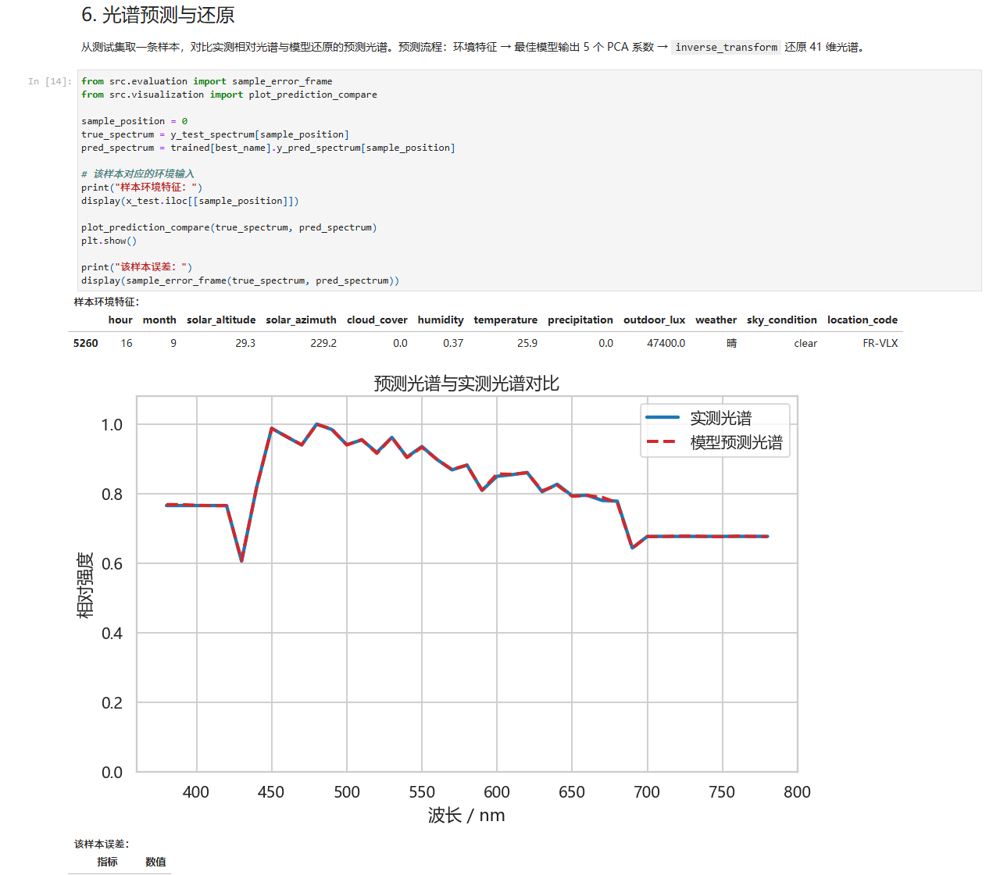 6. 光谱预测与还原
从测试集取一条样本，对比实测相对光谱与模型还原的预测光谱。预测流程：环境特征 → 最佳模型输出 5 个 PCA 系数 → inverse_transform 还原 41 维光谱。
In [14]:
from src.evaluation import sample_error_frame
from src.visualization import plot_prediction_compare
sample_position = 0
true_spectrum = y_test_spectrum[sample_position]
pred_spectrum = trained[best_name].y_pred_spectrum[sample_position]
# 该样本对应的环境输入
print("样本环境特征：")
display(x_test.iloc[[sample_position]])
plot_prediction_compare(true_spectrum, pred_spectrum)
plt.show()
print("该样本误差：")
display(sample_error_frame(true_spectrum, pred_spectrum))
样本环境特征：
hour month solar_altitude solar_azimuth cloud_cover humidity temperature precipitation outdoor_lux weather sky_condition location_code
5260 16 9 29.3 229.2 0.0 0.37 25.9 0.0 47400.0 晴 clear FR-VLX
预测光谱与实测光谱对比
实测光谱
模型预测光谱
相对强度
1.0
0.8
0.6
0.4
0.2
0.0
400 450 500 550 600 650 700 750 800
波长 / nm
该样本误差：
指标 数值